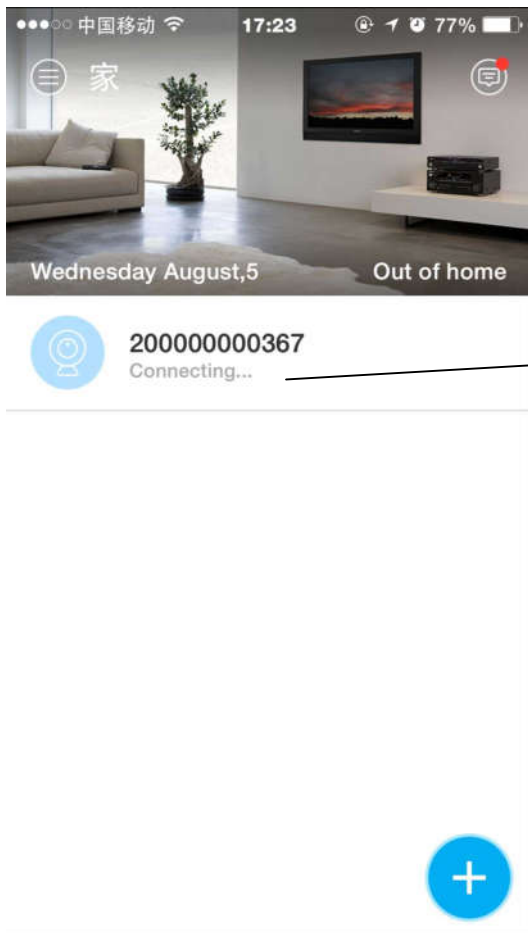 中国移动 17:23 77%
家
Wednesday August,5 Out of home
200000000367
Connecting...